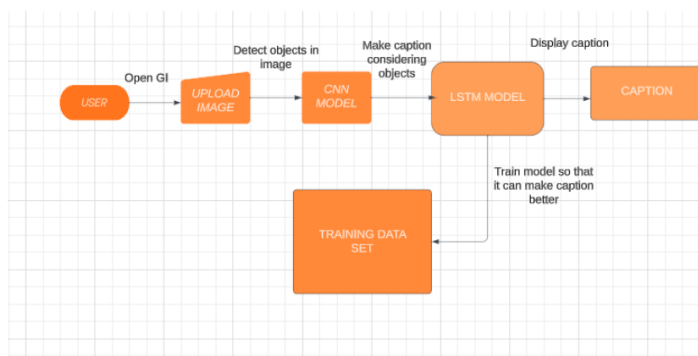 Open GI
Detect objects in
image
Make caption
considering
objects
Display caption
USER
UPLOAD
IMAGE
CNN
MODEL
LSTM MODEL
CAPTION
Train model so that
it can make caption
better
TRAINING DATA
SET